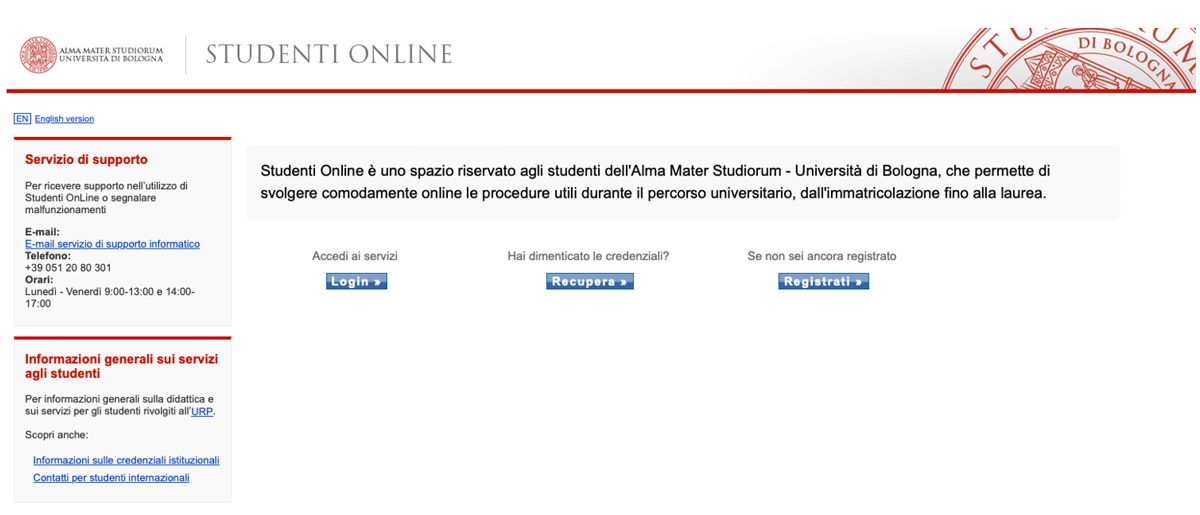 ALMA MATER STUDIORUM
UNIVERSITÀ DI BOLOGNA
STUDENTI ONLINE
DI BOLOGNA
EN English version
Servizio di supporto
Per ricevere supporto nell'utilizzo di
Studenti OnLine o segnalare
malfunzionamenti
E-mail:
E-mail servizio di supporto informatico
Telefono:
+39 051 20 80 301
Orari:
Lunedì - Venerdì 9:00-13:00 e 14:00-
17:00
Informazioni generali sui servizi
agli studenti
Per informazioni generali sulla didattica e
sui servizi per gli studenti rivolgiti all'URP.
Scopri anche:
Informazioni sulle credenziali istituzionali
Contatti per studenti internazionali
Studenti Online è uno spazio riservato agli studenti dell'Alma Mater Studiorum - Università di Bologna, che permette di
svolgere comodamente online le procedure utili durante il percorso universitario, dall'immatricolazione fino alla laurea.
Accedi ai servizi
Login »
Hai dimenticato le credenziali?
Recupera »
Se non sei ancora registrato
Registrati »